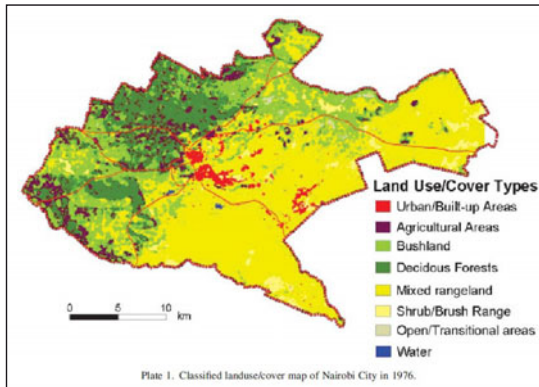 Land Use/Cover Types
Urban/Built-up Areas
Agricultural Areas
Bushland
Decidous Forests
Mixed rangeland
Shrub/Brush Range
Open/Transitional areas
Water
0 5 10
km
Plate 1. Classified landuse/cover map of Nairobi City in 1976.